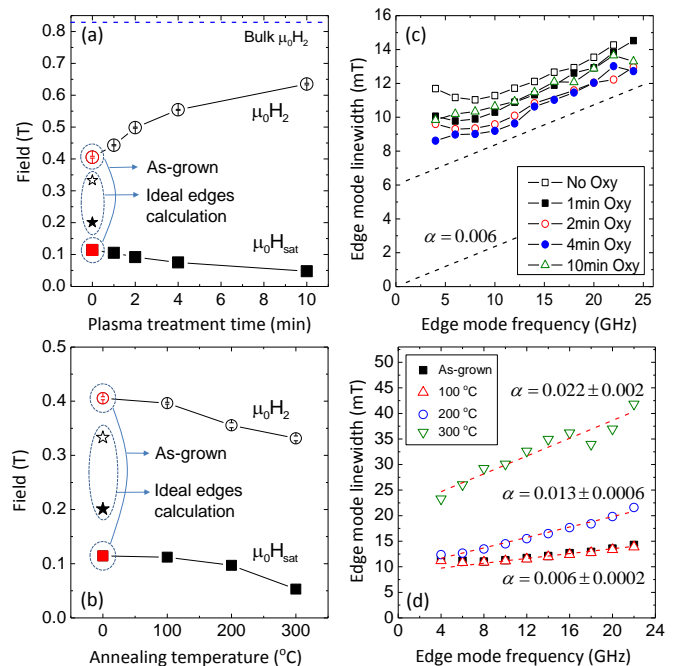 (a)
Bulk μ₀H₂
μ₀H₂
As-grown
Ideal edges
calculation
μ₀H_sat
Field (T)
0.8
0.7
0.6
0.5
0.4
0.3
0.2
0.1
0.0
0 2 4 6 8 10
Plasma treatment time (min)
(c)
Edge mode linewidth (mT)
16
14
12
10
8
6
4
2
0
α = 0.006
No Oxy
1min Oxy
2min Oxy
4min Oxy
10min Oxy
0 5 10 15 20 25
Edge mode frequency (GHz)
(b)
μ₀H₂
As-grown
Ideal edges
calculation
μ₀H_sat
Field (T)
0.5
0.4
0.3
0.2
0.1
0.0
0 100 200 300
Annealing temperature (°C)
(d)
Edge mode linewidth (mT)
50
45
40
35
30
25
20
15
10
5
0
As-grown
100 °C
200 °C
300 °C
α = 0.022 ± 0.002
α = 0.013 ± 0.0006
α = 0.006 ± 0.0002
4 8 12 16 20 24
Edge mode frequency (GHz)